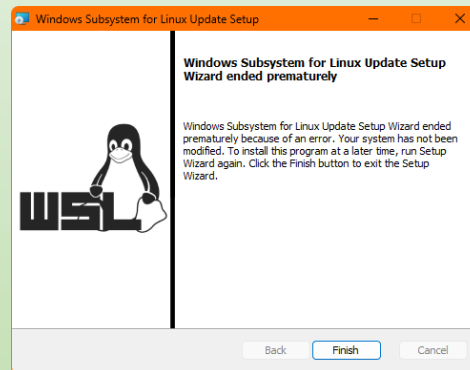 Windows Subsystem for Linux Update Setup
Windows Subsystem for Linux Update Setup
Wizard ended prematurely
Windows Subsystem for Linux Update Setup Wizard ended
prematurely because of an error. Your system has not been
modified. To install this program at a later time, run Setup
Wizard again. Click the Finish button to exit the Setup
Wizard.
WSL
Back
Finish
Cancel